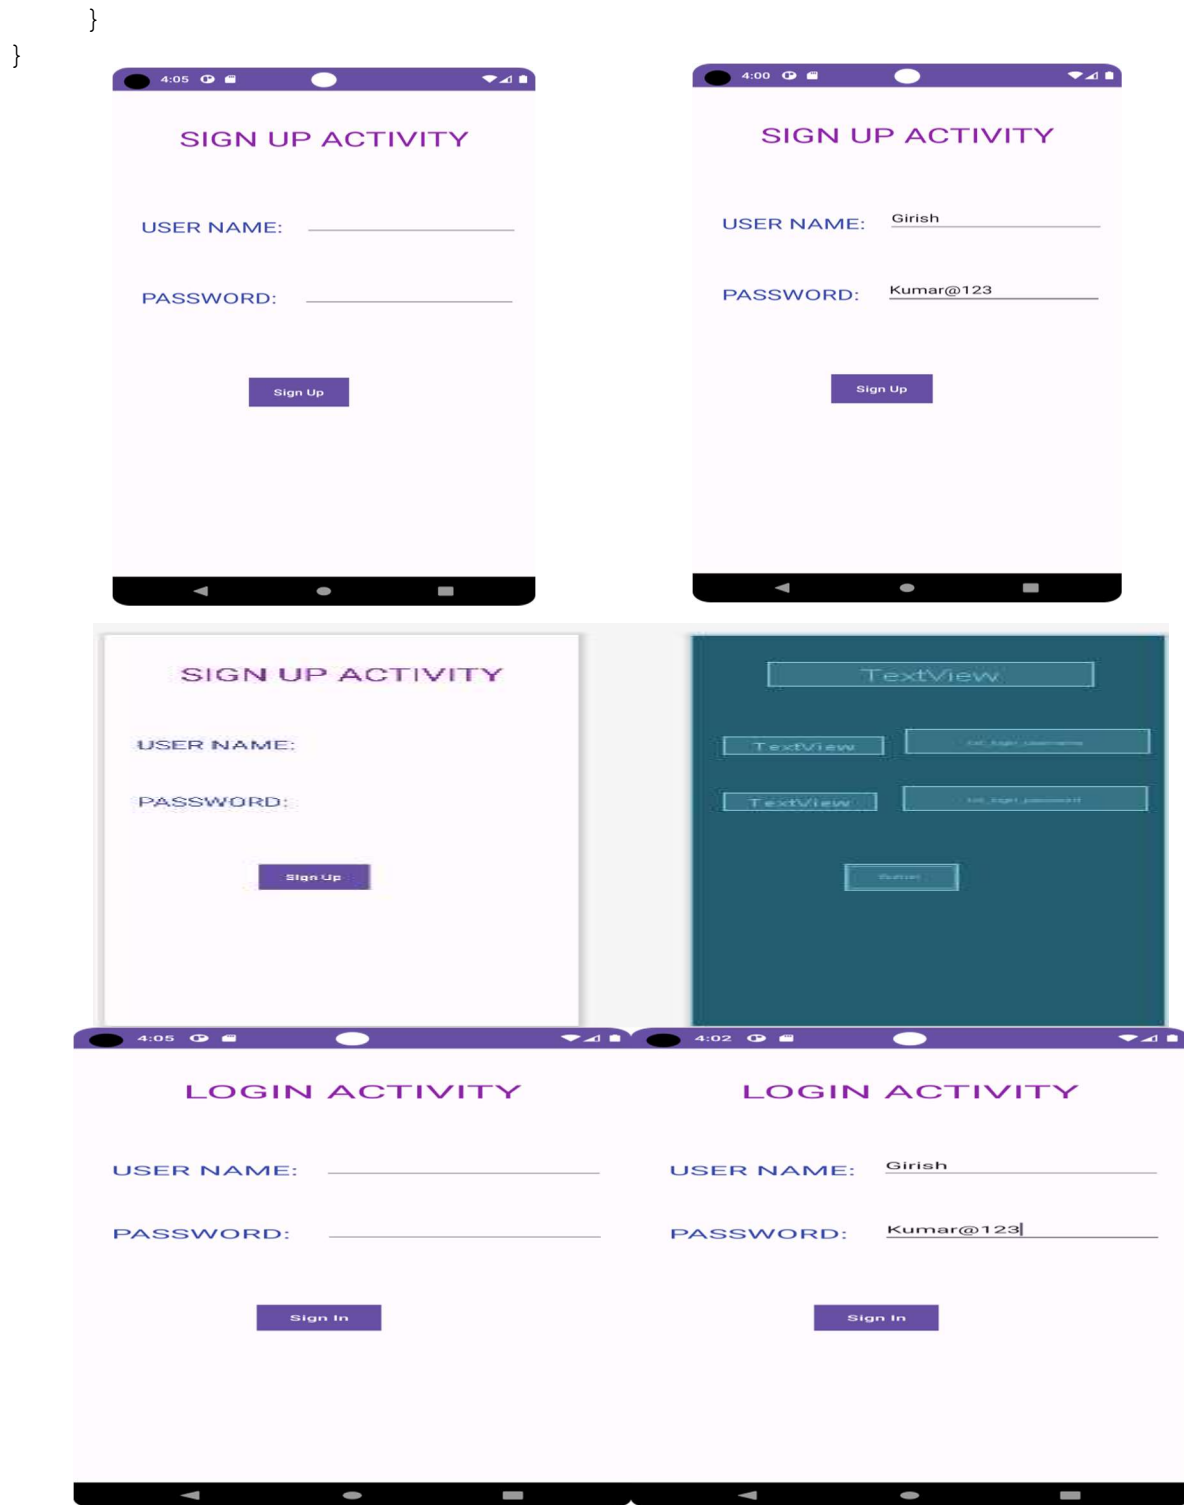 }
}
4:05
SIGN UP ACTIVITY
USER NAME:
PASSWORD:
Sign Up
4:00
SIGN UP ACTIVITY
USER NAME: Girish
PASSWORD: Kumar@123
Sign Up
SIGN UP ACTIVITY
USER NAME:
PASSWORD:
Sign Up
TextView
TextView
TextView
4:05
LOGIN ACTIVITY
USER NAME:
PASSWORD:
Sign In
4:02
LOGIN ACTIVITY
USER NAME: Girish
PASSWORD: Kumar@123
Sign In